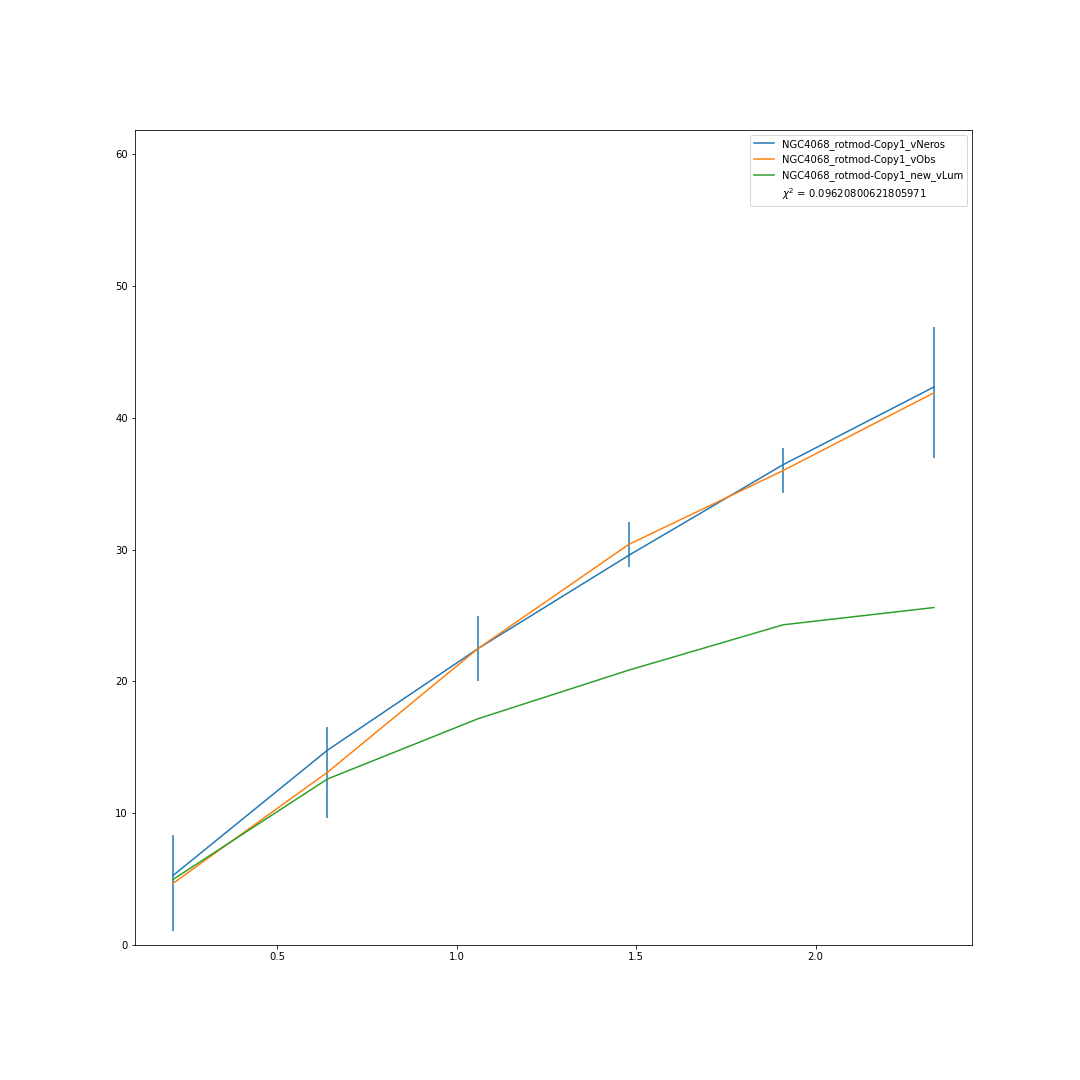 NGC4068_rotmod-Copy1_vNeros
NGC4068_rotmod-Copy1_vObs
NGC4068_rotmod-Copy1_new_vLum
χ² = 0.09620800621805971
60
50
40
30
20
10
0
0.5 1.0 1.5 2.0